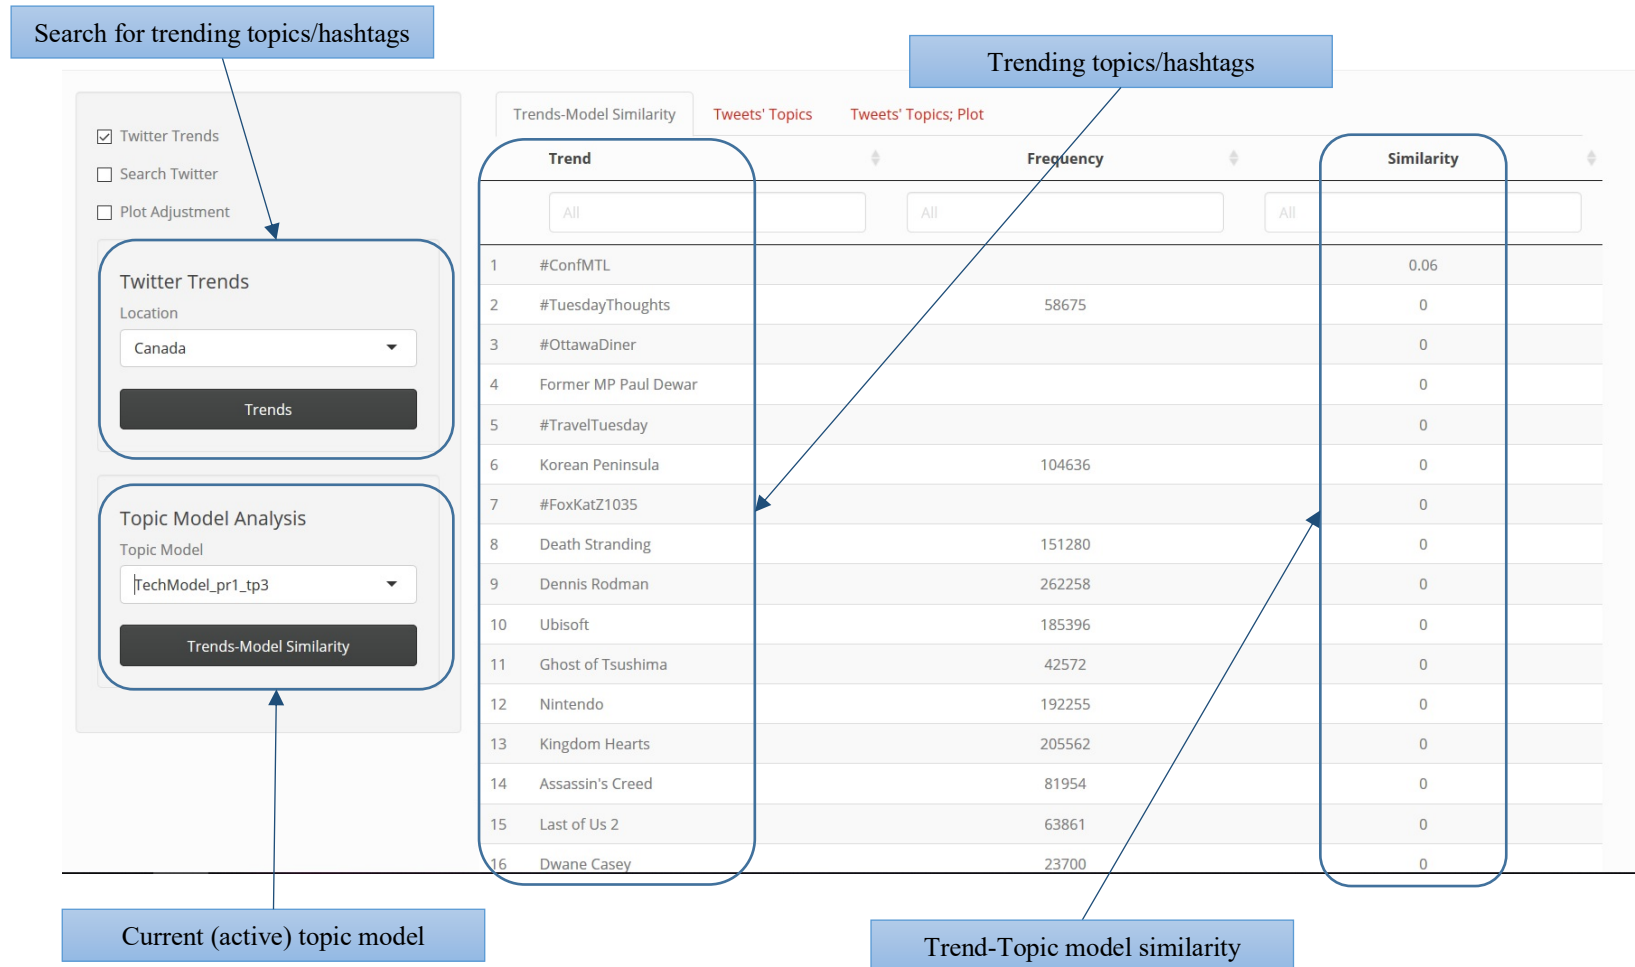 Search for trending topics/hashtags
Trending topics/hashtags
Twitter Trends
Search Twitter
Plot Adjustment
Twitter Trends
Location
Canada
Trends
Topic Model Analysis
Topic Model
TechModel_pr1_tp3
Trends-Model Similarity
Trends-Model Similarity Tweets' Topics Tweets' Topics; Plot
Trend Frequency Similarity
All All All
1 #ConfMTL 0.06
2 #TuesdayThoughts 58675 0
3 #OttawaDiner 0
4 Former MP Paul Dewar 0
5 #TravelTuesday 0
6 Korean Peninsula 104636 0
7 #FoxKatZ1035 0
8 Death Stranding 151280 0
9 Dennis Rodman 262258 0
10 Ubisoft 185396 0
11 Ghost of Tsushima 42572 0
12 Nintendo 192255 0
13 Kingdom Hearts 205562 0
14 Assassin's Creed 81954 0
15 Last of Us 2 63861 0
16 Dwane Casey 23700 0
Current (active) topic model
Trend-Topic model similarity